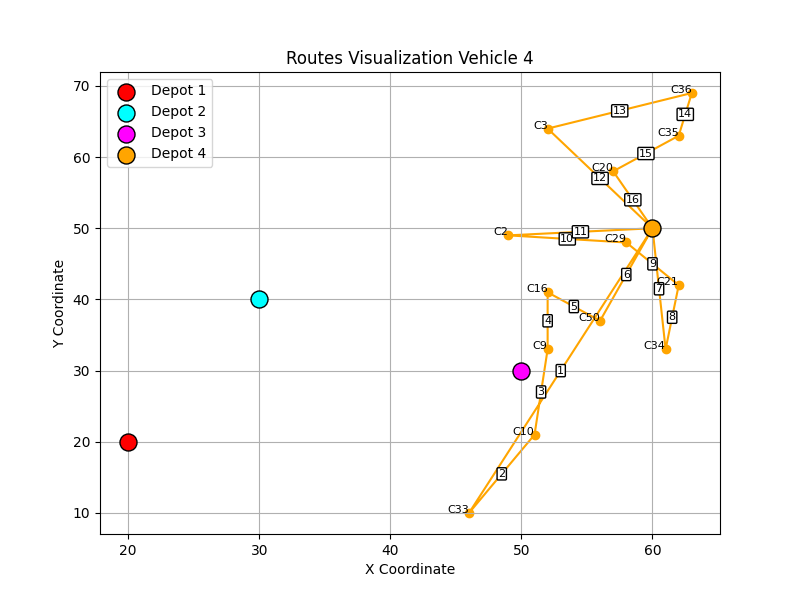 Routes Visualization Vehicle 4
Depot 1
Depot 2
Depot 3
Depot 4
Y Coordinate
70
60
50
40
30
20
10
C36
13
14
C3
C35
15
C20
12
16
C2
11
10
C29
9
6
C21
7
C16
5
8
C50
4
C9
C34
1
3
C10
2
C33
20
30
40
50
60
X Coordinate